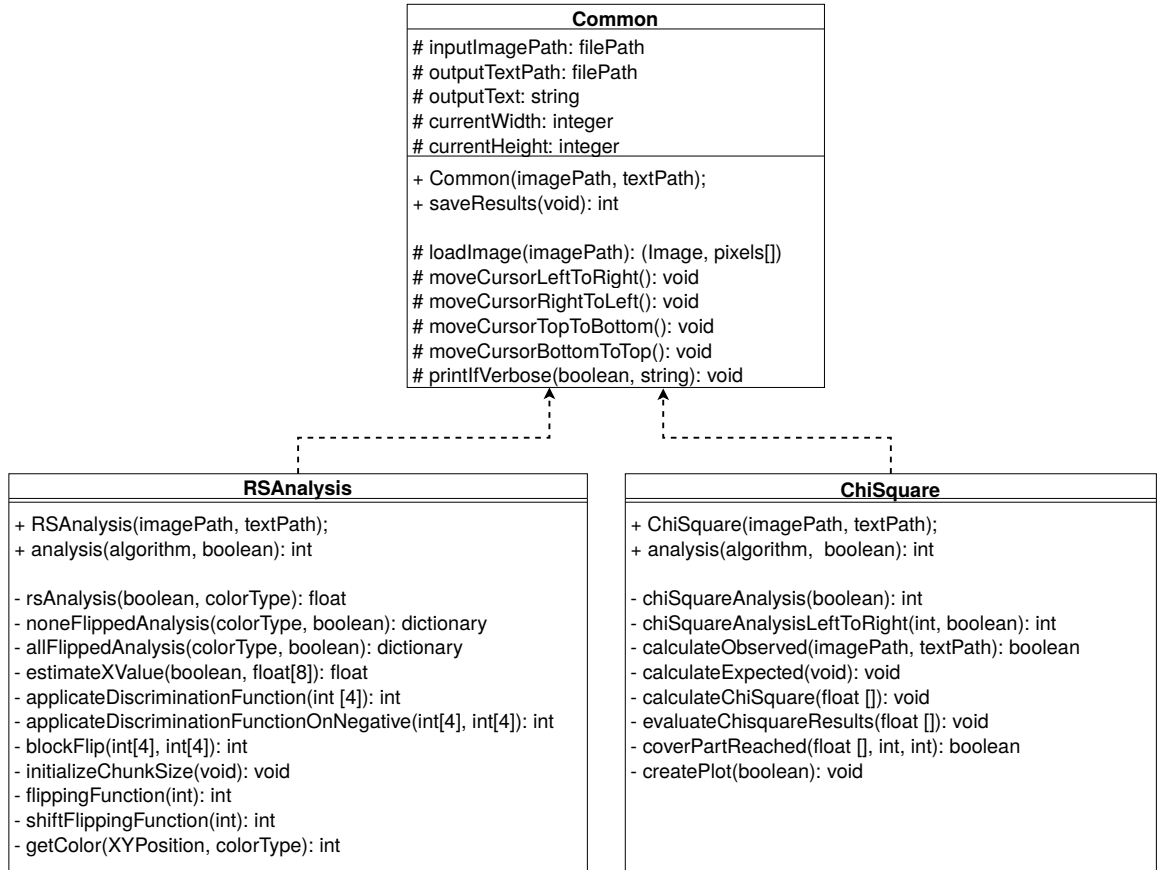 Common
# inputImagePath: filePath
# outputTextPath: filePath
# outputText: string
# currentWidth: integer
# currentHeight: integer
+ Common(imagePath, textPath);
+ saveResults(void): int
# loadImage(imagePath): (Image, pixels[])
# moveCursorLeftToRight(): void
# moveCursorRightToLeft(): void
# moveCursorTopToBottom(): void
# moveCursorBottomToTop(): void
# printIfVerbose(boolean, string): void
RSAnalysis
+ RSAnalysis(imagePath, textPath);
+ analysis(algorithm, boolean): int
- rsAnalysis(boolean, colorType): float
- noneFlippedAnalysis(colorType, boolean): dictionary
- allFlippedAnalysis(colorType, boolean): dictionary
- estimateXValue(boolean, float[8]): float
- applicateDiscriminationFunction(int [4]): int
- applicateDiscriminationFunctionOnNegative(int[4], int[4]): int
- blockFlip(int[4], int[4]): int
- initializeChunkSize(void): void
- flippingFunction(int): int
- shiftFlippingFunction(int): int
- getColor(XYPosition, colorType): int
ChiSquare
+ ChiSquare(imagePath, textPath);
+ analysis(algorithm, boolean): int
- chiSquareAnalysis(boolean): int
- chiSquareAnalysisLeftToRight(int, boolean): int
- calculateObserved(imagePath, textPath): boolean
- calculateExpected(void): void
- calculateChiSquare(float []): void
- evaluateChisquareResults(float []): void
- coverPartReached(float [], int, int): boolean
- createPlot(boolean): void